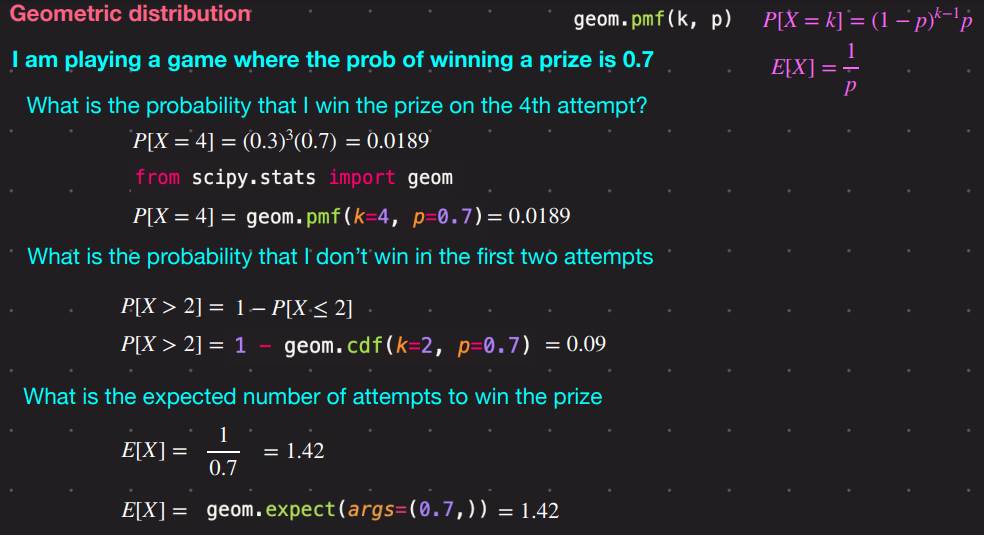 Geometric distribution
geom.pmf(k, p) P[X = k] = (1 − p)^{k−1}p
E[X] = 1/p
I am playing a game where the prob of winning a prize is 0.7
What is the probability that I win the prize on the 4th attempt?
P[X = 4] = (0.3)³(0.7) = 0.0189
from scipy.stats import geom
P[X = 4] = geom.pmf(k=4, p=0.7) = 0.0189
What is the probability that I don't win in the first two attempts
P[X > 2] = 1 − P[X ≤ 2]
P[X > 2] = 1 - geom.cdf(k=2, p=0.7) = 0.09
What is the expected number of attempts to win the prize
E[X] = 1/0.7 = 1.42
E[X] = geom.expect(args=(0.7,)) = 1.42